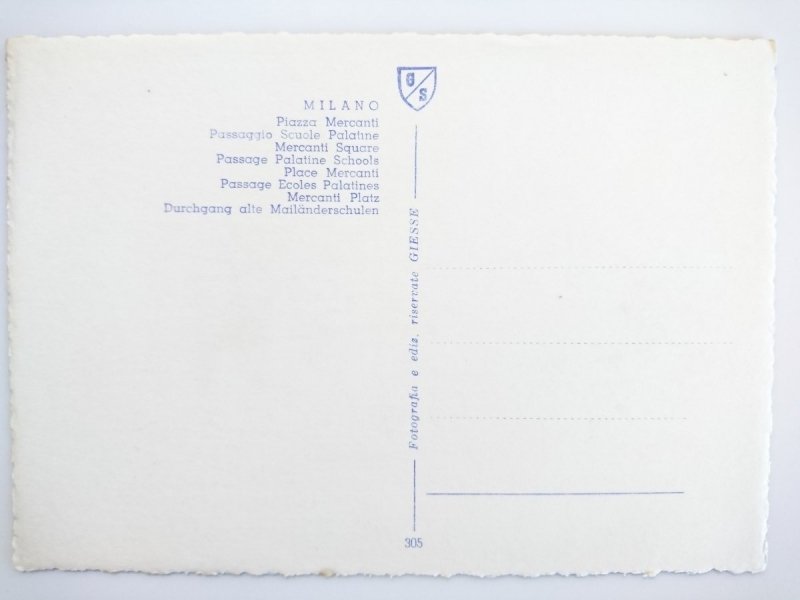 MILANO
Piazza Mercanti
Passaggio Scuole Palatine
Mercanti Square
Passage Palatine Schools
Place Mercanti
Passage Ecoles Palatines
Mercanti Platz
Durchgang alte Mailänderschulen
G
S
Fotografia e ediz. riservate GIESSE
305